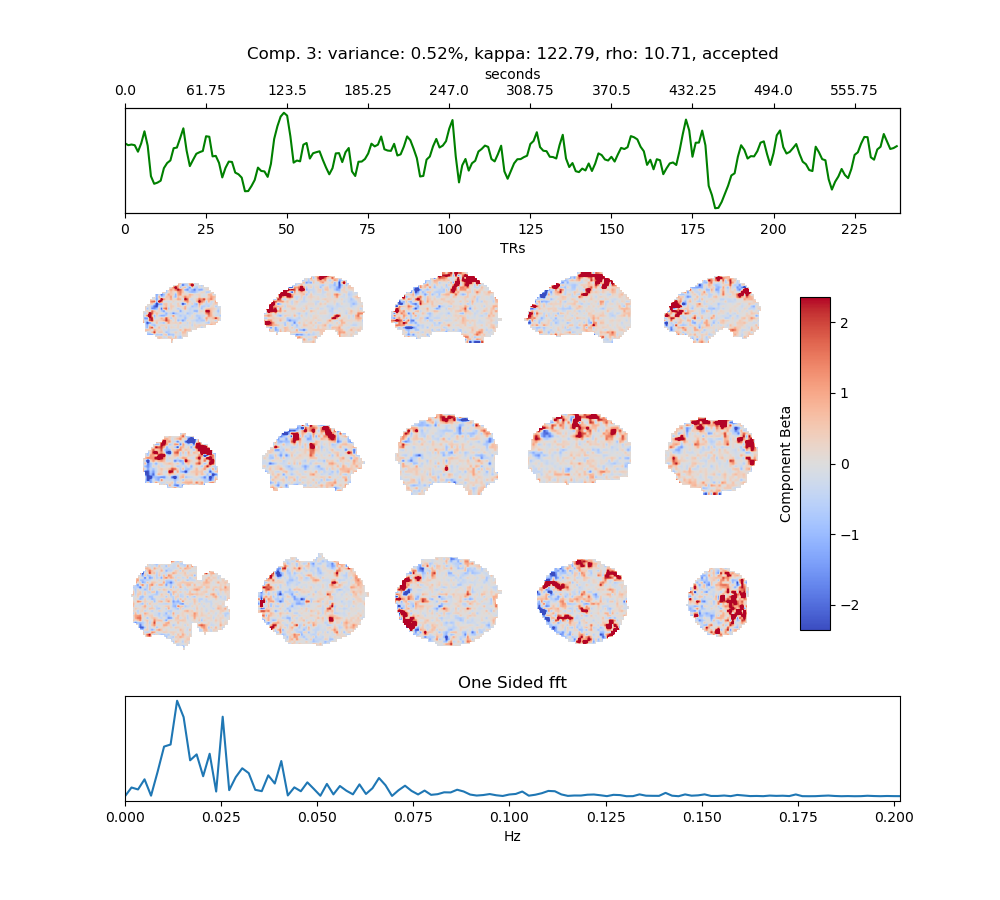 Comp. 3: variance: 0.52%, kappa: 122.79, rho: 10.71, accepted
seconds
0.0 61.75 123.5 185.25 247.0 308.75 370.5 432.25 494.0 555.75
0 25 50 75 100 125 150 175 200 225
TRs
2
1
0
−1
−2
Component Beta
One Sided fft
0.000 0.025 0.050 0.075 0.100 0.125 0.150 0.175 0.200
Hz